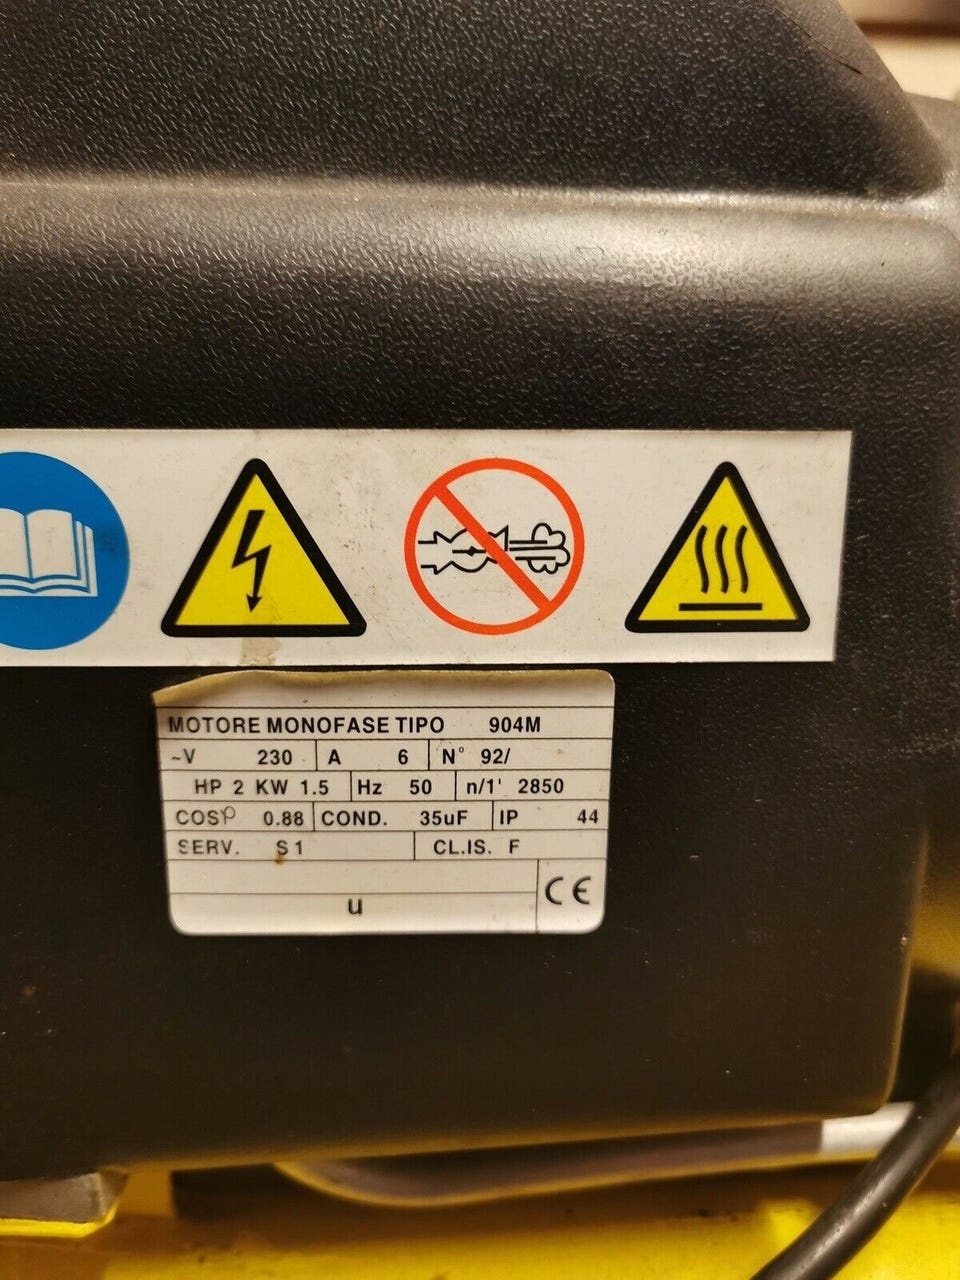 MOTORE MONOFASE TIPO 904M
~V 230 A 6 N° 92/
HP 2 KW 1.5 Hz 50 n/1' 2850
COSφ 0.88 COND. 35uF IP 44
SERV. S1 CL.IS. F
CE
u